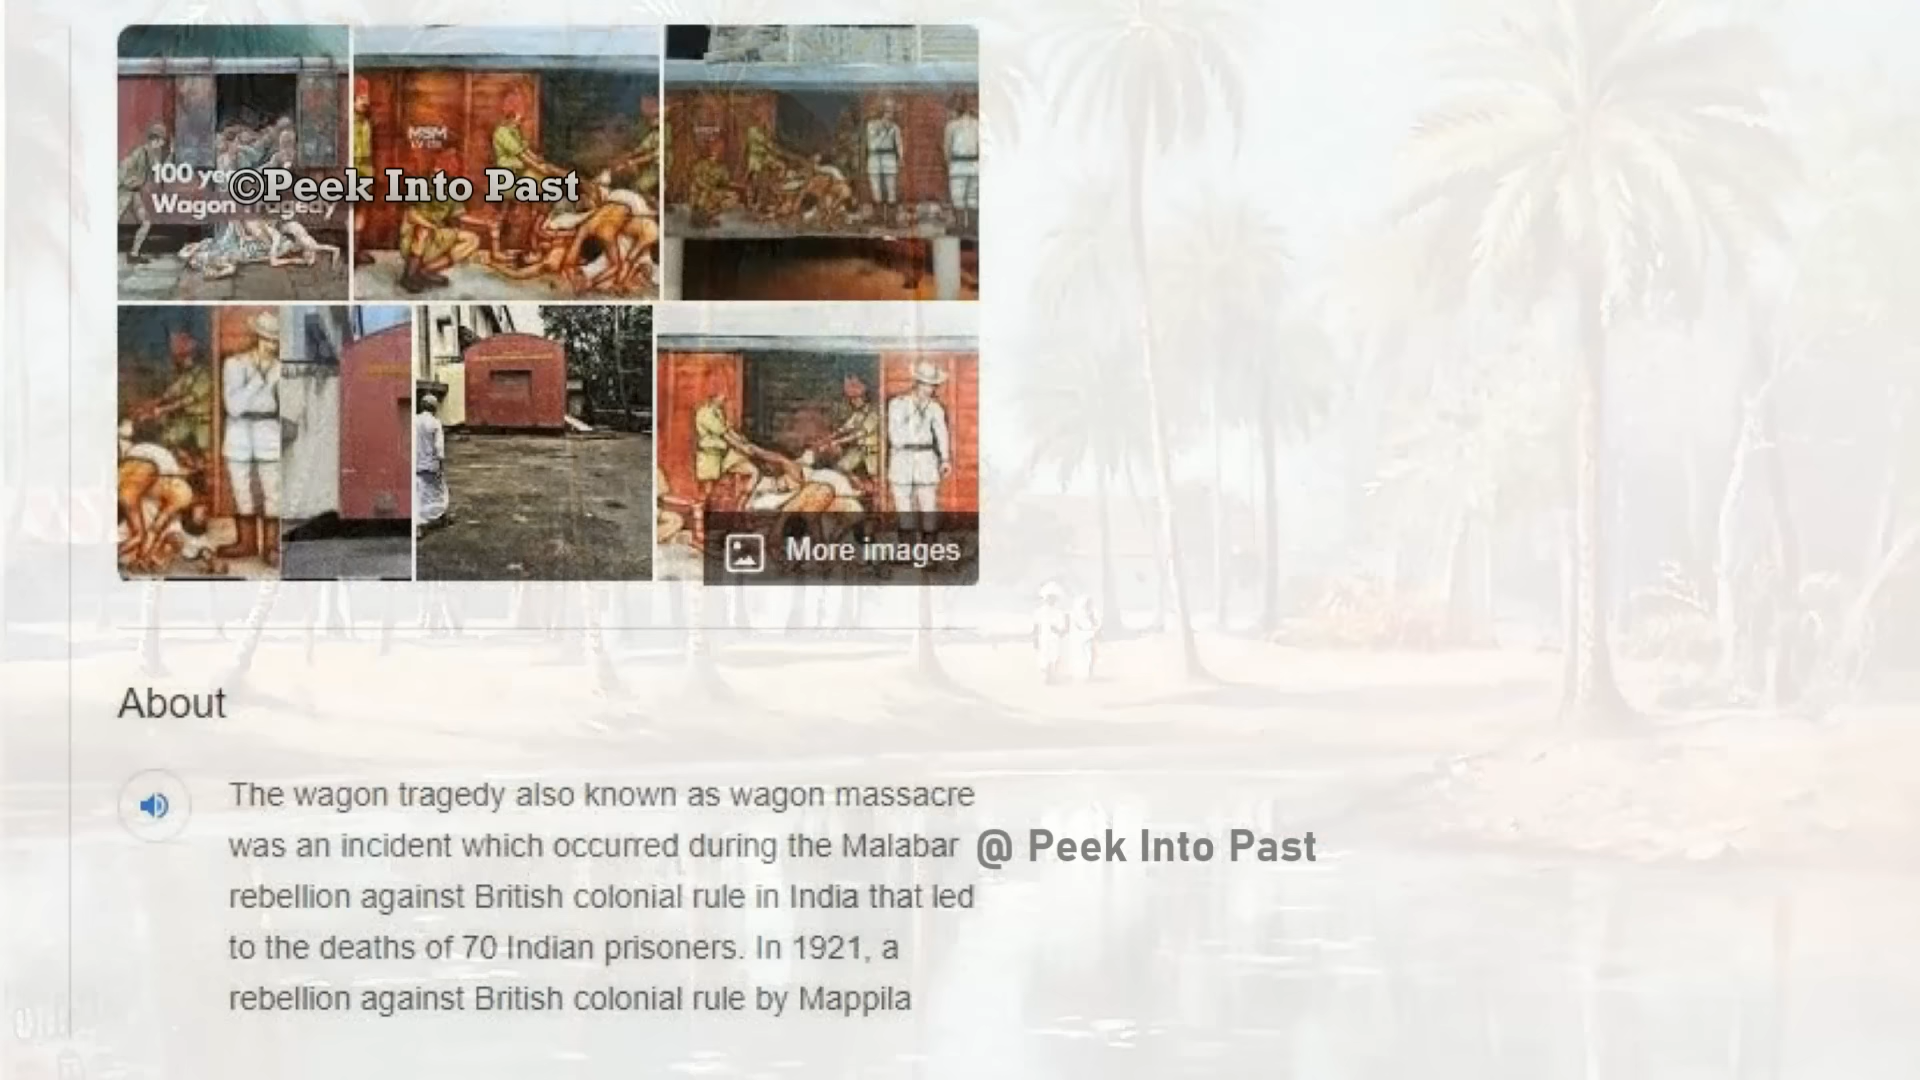 MSM
100
©Peek Into Past
Wagon Tragedy
More images
About
The wagon tragedy also known as wagon massacre
was an incident which occurred during the Malabar
@ Peek Into Past
rebellion against British colonial rule in India that led
to the deaths of 70 Indian prisoners. In 1921, a
rebellion against British colonial rule by Mappila